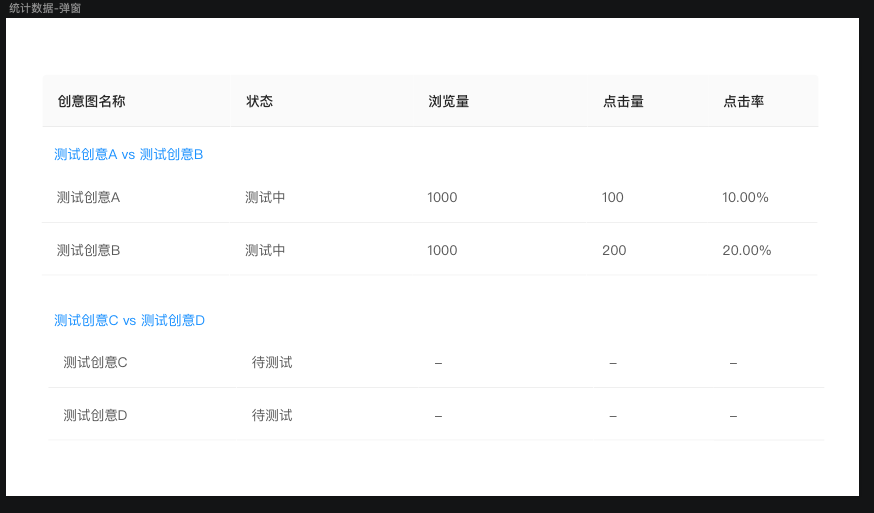 统计数据-弹窗
创意图名称 状态 浏览量 点击量 点击率
测试创意A vs 测试创意B
测试创意A 测试中 1000 100 10.00%
测试创意B 测试中 1000 200 20.00%
测试创意C vs 测试创意D
测试创意C 待测试 – – –
测试创意D 待测试 – – –